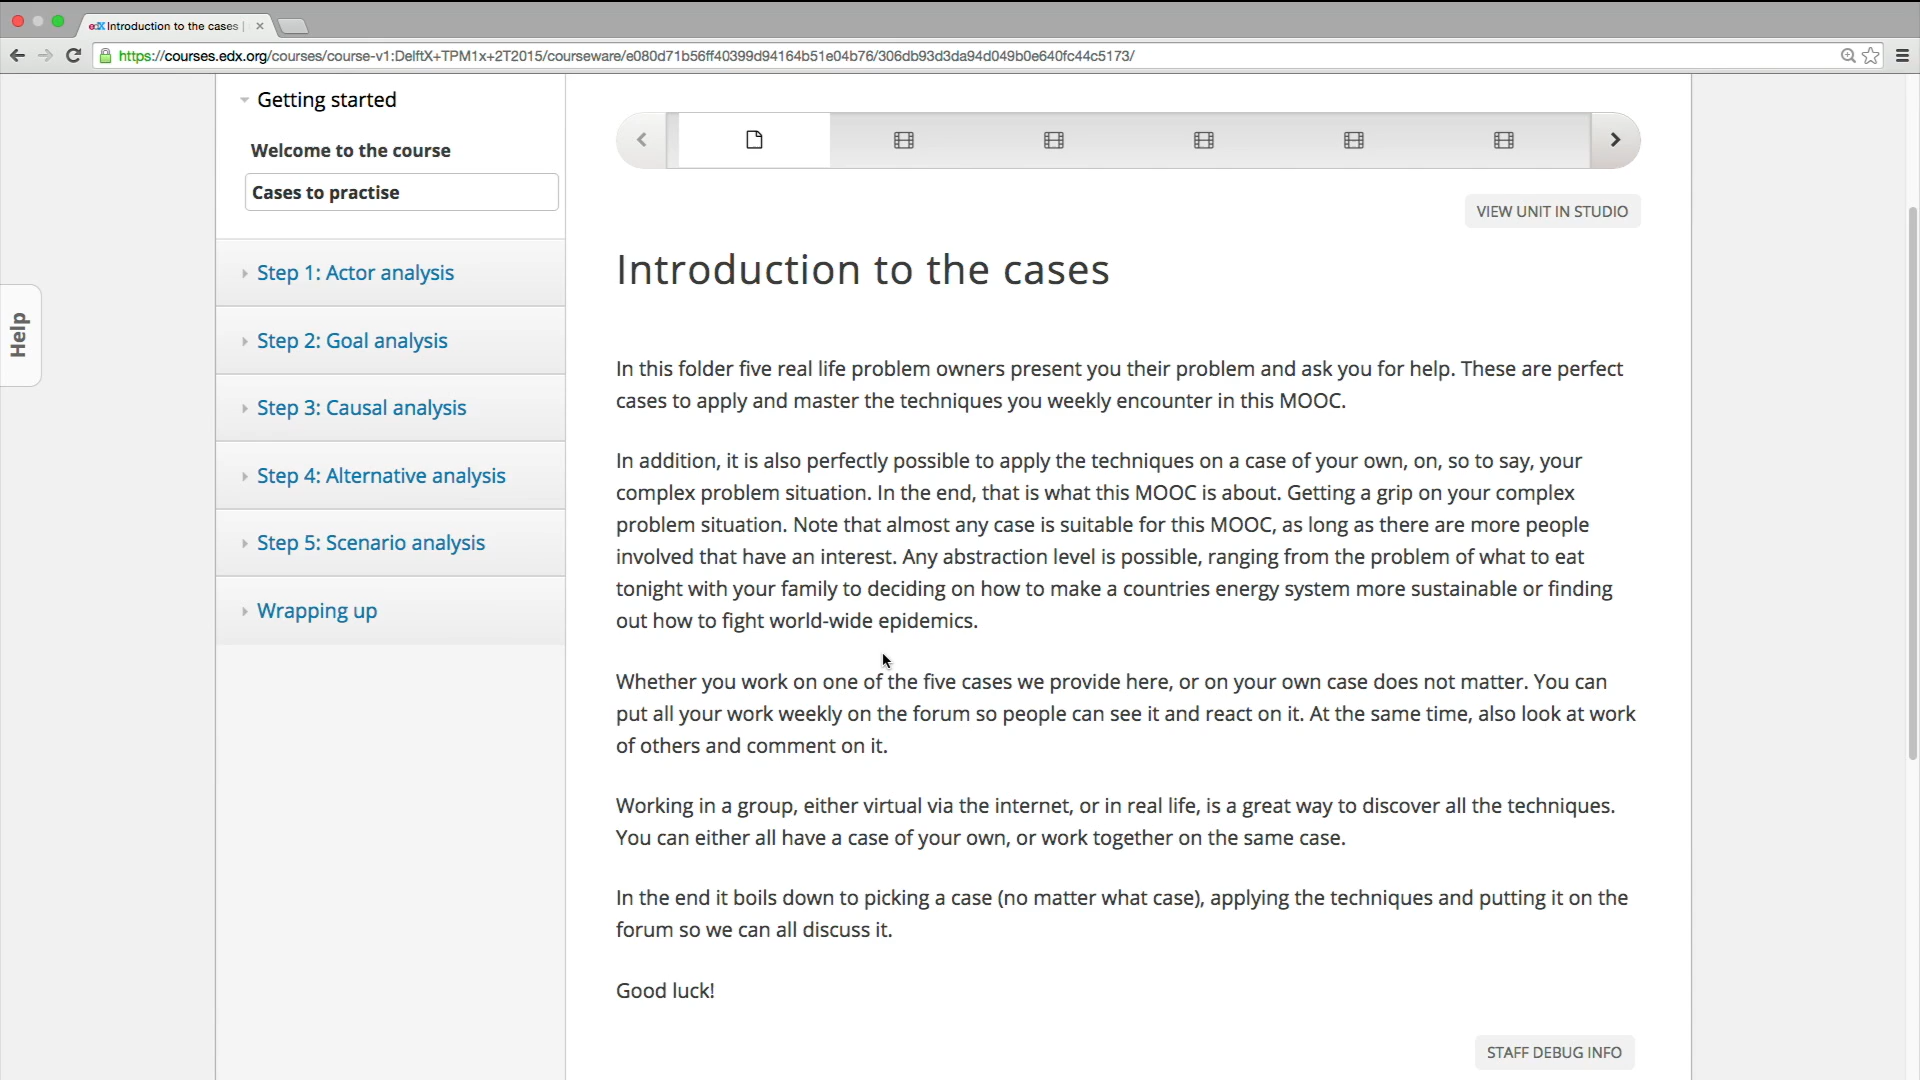 edX Introduction to the cases |
https://courses.edx.org/courses/course-v1:DelftX+TPM1x+2T2015/courseware/e080d71b56ff40399d94164b51e04b76/306db93d3da94d049b0e640fc44c5173/
Help
Getting started
Welcome to the course
Cases to practise
Step 1: Actor analysis
Step 2: Goal analysis
Step 3: Causal analysis
Step 4: Alternative analysis
Step 5: Scenario analysis
Wrapping up
VIEW UNIT IN STUDIO
Introduction to the cases
In this folder five real life problem owners present you their problem and ask you for help. These are perfect
cases to apply and master the techniques you weekly encounter in this MOOC.
In addition, it is also perfectly possible to apply the techniques on a case of your own, on, so to say, your
complex problem situation. In the end, that is what this MOOC is about. Getting a grip on your complex
problem situation. Note that almost any case is suitable for this MOOC, as long as there are more people
involved that have an interest. Any abstraction level is possible, ranging from the problem of what to eat
tonight with your family to deciding on how to make a countries energy system more sustainable or finding
out how to fight world-wide epidemics.
Whether you work on one of the five cases we provide here, or on your own case does not matter. You can
put all your work weekly on the forum so people can see it and react on it. At the same time, also look at work
of others and comment on it.
Working in a group, either virtual via the internet, or in real life, is a great way to discover all the techniques.
You can either all have a case of your own, or work together on the same case.
In the end it boils down to picking a case (no matter what case), applying the techniques and putting it on the
forum so we can all discuss it.
Good luck!
STAFF DEBUG INFO